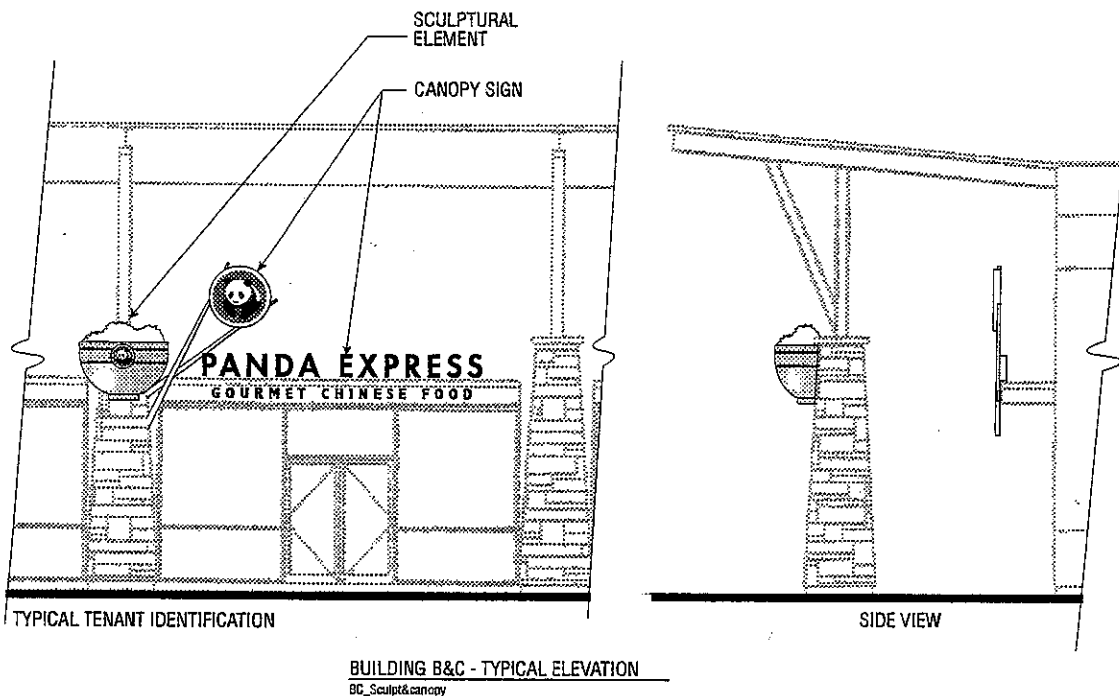 SCULPTURAL
ELEMENT
CANOPY SIGN
PANDA EXPRESS
GOURMET CHINESE FOOD
TYPICAL TENANT IDENTIFICATION
SIDE VIEW
BUILDING B&C - TYPICAL ELEVATION
BC_Sculpt&canopy